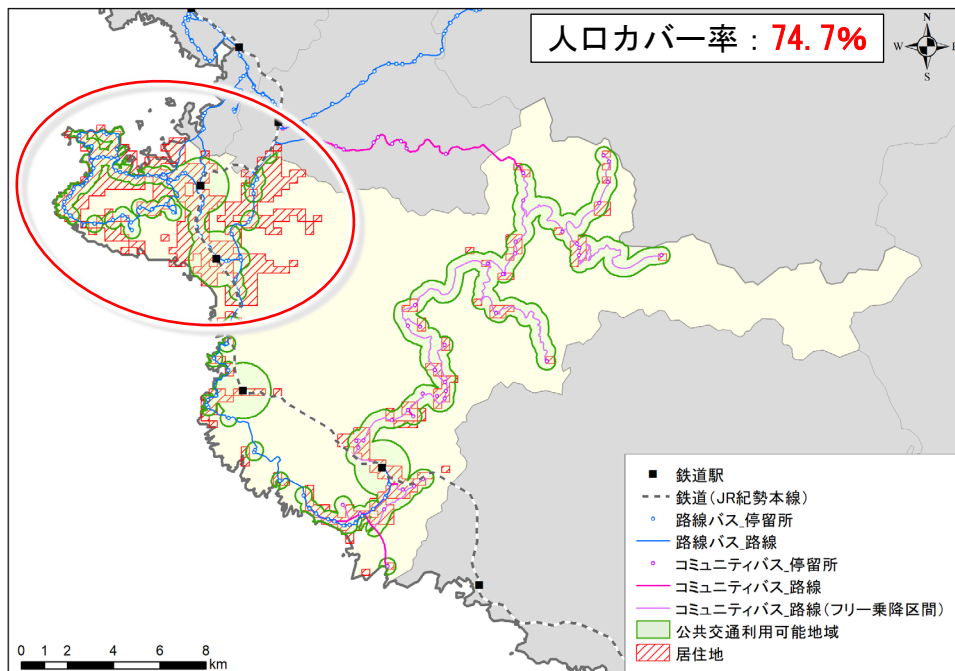 人口カバー率：74.7%
N
W
E
S
鉄道駅
鉄道（JR紀勢本線）
路線バス_停留所
路線バス_路線
コミュニティバス_停留所
コミュニティバス_路線
コミュニティバス_路線（フリー乗降区間）
公共交通利用可能地域
居住地
0 1 2 4 6 8
km